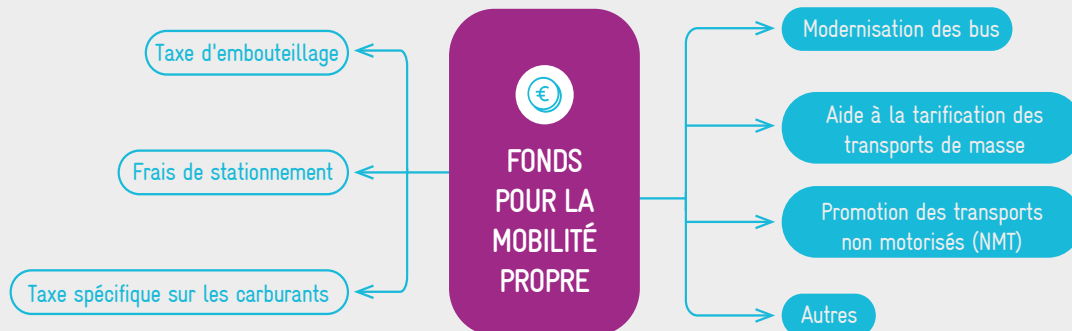 Taxe d'embouteillage
Frais de stationnement
Taxe spécifique sur les carburants
€
FONDS
POUR LA
MOBILITÉ
PROPRE
Modernisation des bus
Aide à la tarification des
transports de masse
Promotion des transports
non motorisés (NMT)
Autres